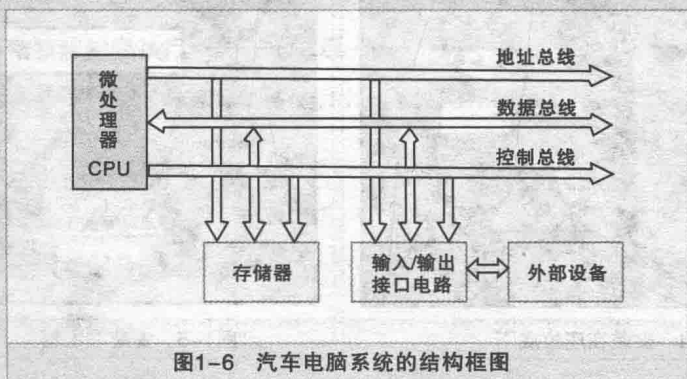 地址总线
微处理器
CPU
数据总线
控制总线
存储器
输入/输出
接口电路
外部设备
图1-6 汽车电脑系统的结构框图